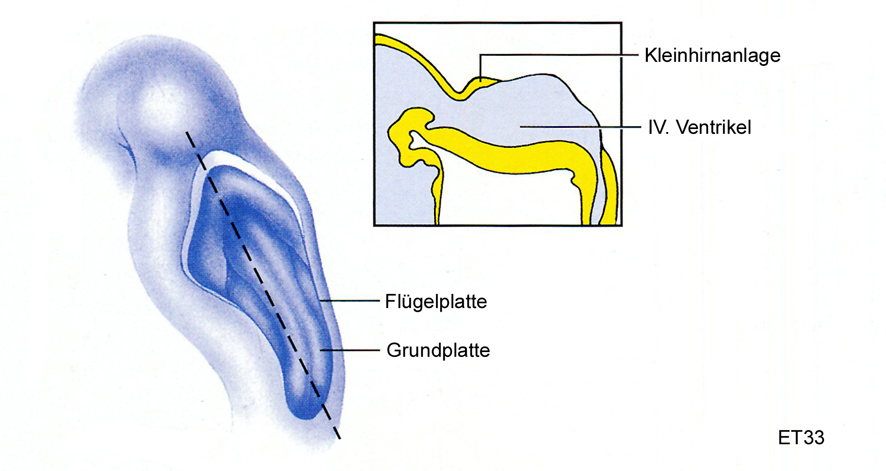 Kleinhirnanlage
IV. Ventrikel
Flügelplatte
Grundplatte
ET33